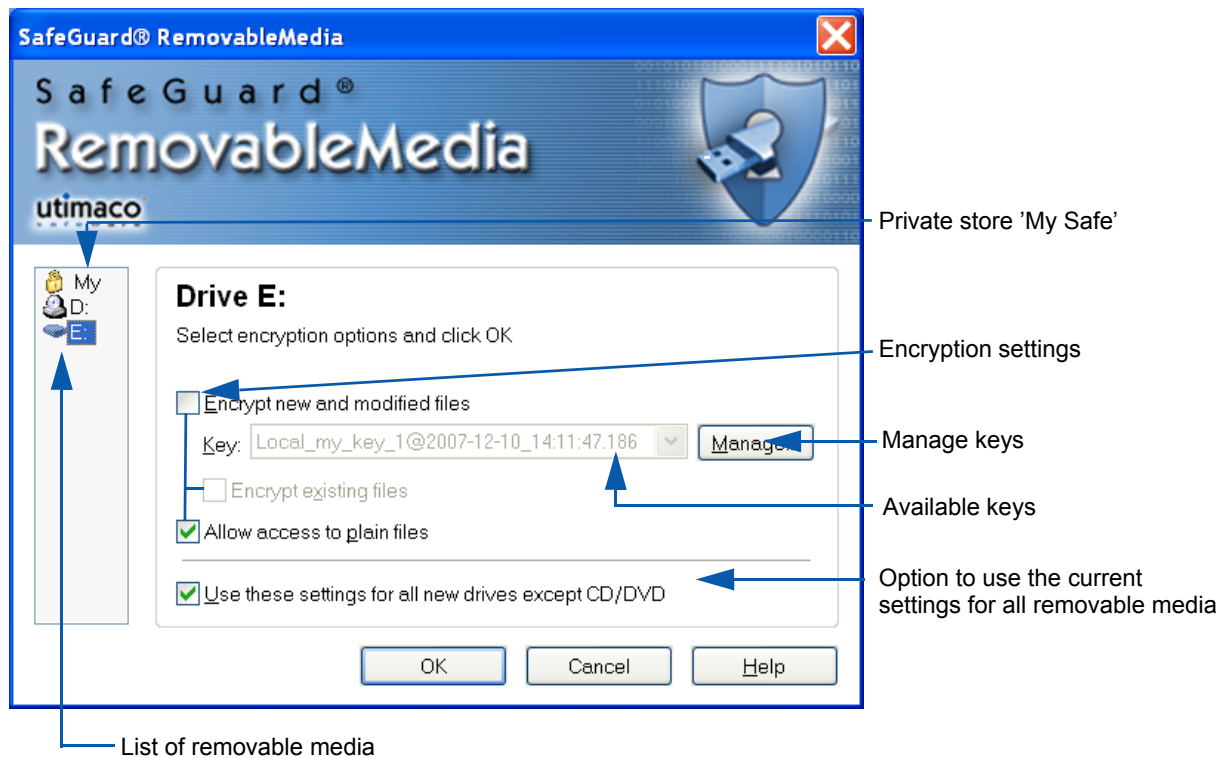 SafeGuard® RemovableMedia
SafeGuard®
RemovableMedia
utimaco
Private store ’My Safe’
My
D:
E:
Drive E:
Select encryption options and click OK
Encryption settings
Encrypt new and modified files
Key: Local_my_key_1@2007-12-10_14:11:47.186
Manage keys
Encrypt existing files
Available keys
Allow access to plain files
Option to use the current
settings for all removable media
Use these settings for all new drives except CD/DVD
OK Cancel Help
List of removable media